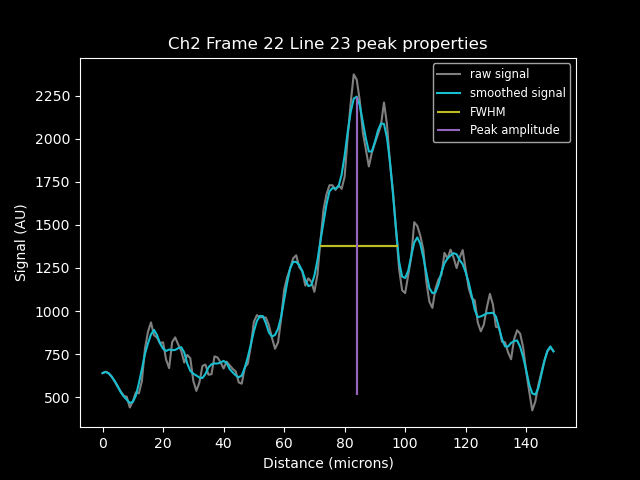 Ch2 Frame 22 Line 23 peak properties
raw signal
smoothed signal
FWHM
Peak amplitude
Signal (AU)
2250
2000
1750
1500
1250
1000
750
500
0 20 40 60 80 100 120 140
Distance (microns)